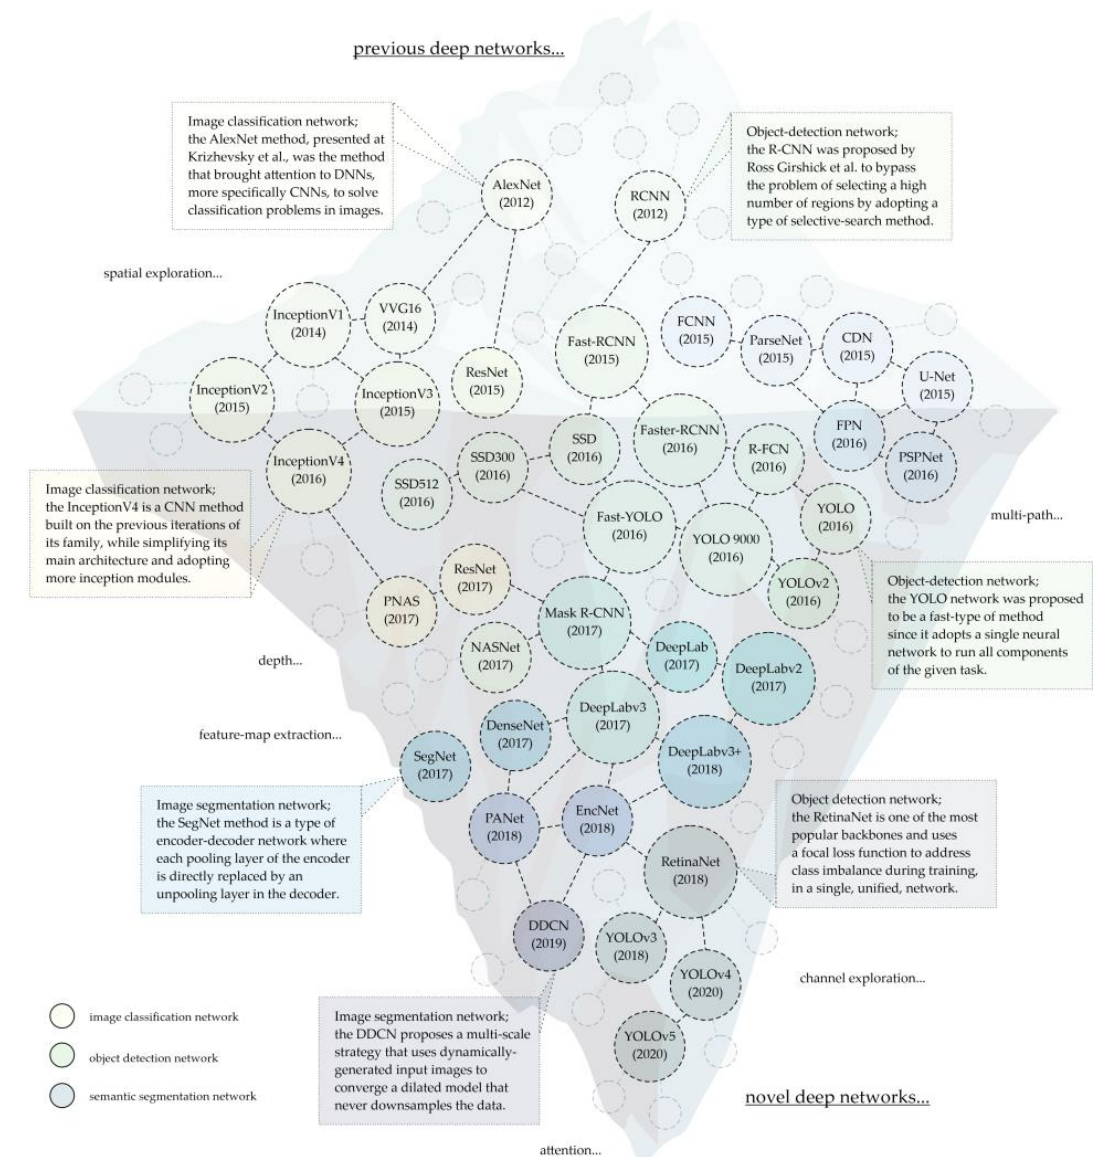 previous deep networks...
Image classification network;
the AlexNet method, presented at
Krizhevsky et al., was the method
that brought attention to DNNs,
more specifically CNNs, to solve
classification problems in images.
Object-detection network;
the R-CNN was proposed by
Ross Girshick et al. to bypass
the problem of selecting a high
number of regions by adopting a
type of selective-search method.
AlexNet
(2012)
RCNN
(2012)
spatial exploration...
InceptionV1
(2014)
VVG16
(2014)
Fast-RCNN
(2015)
FCNN
(2015)
ParseNet
(2015)
CDN
(2015)
InceptionV2
(2015)
InceptionV3
(2015)
ResNet
(2015)
U-Net
(2015)
InceptionV4
(2016)
SSD512
(2016)
SSD300
(2016)
SSD
(2016)
Faster-RCNN
(2016)
R-FCN
(2016)
FPN
(2016)
PSPNet
(2016)
Image classification network;
the InceptionV4 is a CNN method
built on the previous iterations of
its family, while simplifying its
main architecture and adopting
more inception modules.
Fast-YOLO
(2016)
YOLO 9000
(2016)
YOLO
(2016)
multi-path...
PNAS
(2017)
ResNet
(2017)
YOLOv2
(2016)
Object-detection network;
the YOLO network was proposed
to be a fast-type of method
since it adopts a single neural
network to run all components
of the given task.
Mask R-CNN
(2017)
NASNet
(2017)
DeepLab
(2017)
DeepLabv2
(2017)
depth...
DeepLabv3
(2017)
DenseNet
(2017)
feature-map extraction...
SegNet
(2017)
DeepLabv3+
(2018)
Image segmentation network;
the SegNet method is a type of
encoder-decoder network where
each pooling layer of the encoder
is directly replaced by an
unpooling layer in the decoder.
PANet
(2018)
EncNet
(2018)
Object detection network;
the RetinaNet is one of the most
popular backbones and uses
a focal loss function to address
class imbalance during training,
in a single, unified, network.
RetinaNet
(2018)
DDCN
(2019)
YOLOv3
(2018)
YOLOv4
(2020)
channel exploration...
YOLOv5
(2020)
Image segmentation network;
the DDCN proposes a multi-scale
strategy that uses dynamically-
generated input images to
converge a dilated model that
never downsamples the data.
image classification network
object detection network
semantic segmentation network
novel deep networks...
attention...